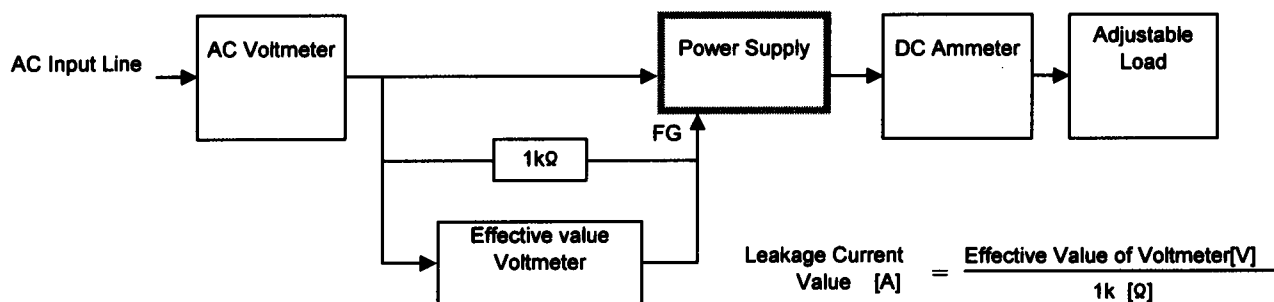 AC Input Line
AC Voltmeter
Power Supply
DC Ammeter
Adjustable
Load
FG
1kΩ
Effective value
Voltmeter
Leakage Current
Value [A]
=
Effective Value of Voltmeter[V]
1k [Ω]